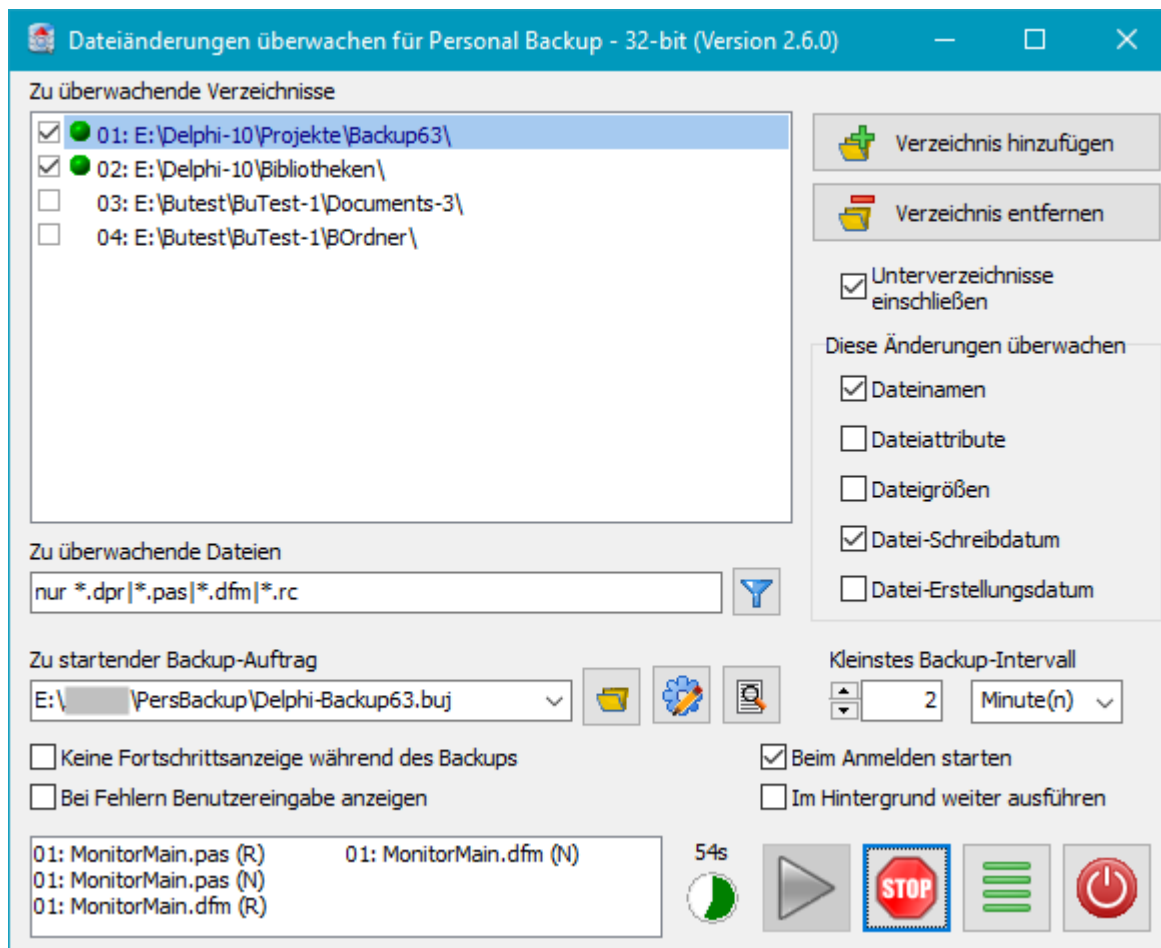 Dateiänderungen überwachen für Personal Backup - 32-bit (Version 2.6.0)
Zu überwachende Verzeichnisse
01: E:\Delphi-10\Projekte\Backup63\
02: E:\Delphi-10\Bibliotheken\
03: E:\Butest\BuTest-1\Documents-3\
04: E:\Butest\BuTest-1\BOrdner\
Verzeichnis hinzufügen
Verzeichnis entfernen
Unterverzeichnisse
einschließen
Diese Änderungen überwachen
Dateinamen
Dateiattribute
Dateigrößen
Datei-Schreibdatum
Datei-Erstellungsdatum
Zu überwachende Dateien
nur *.dpr|*.pas|*.dfm|*.rc
Zu startender Backup-Auftrag
E:\ \PersBackup\Delphi-Backup63.buj
Kleinstes Backup-Intervall
2 Minute(n)
Keine Fortschrittsanzeige während des Backups
Bei Fehlern Benutzereingabe anzeigen
Beim Anmelden starten
Im Hintergrund weiter ausführen
01: MonitorMain.pas (R) 01: MonitorMain.dfm (N)
01: MonitorMain.pas (N)
01: MonitorMain.dfm (R)
54s
STOP